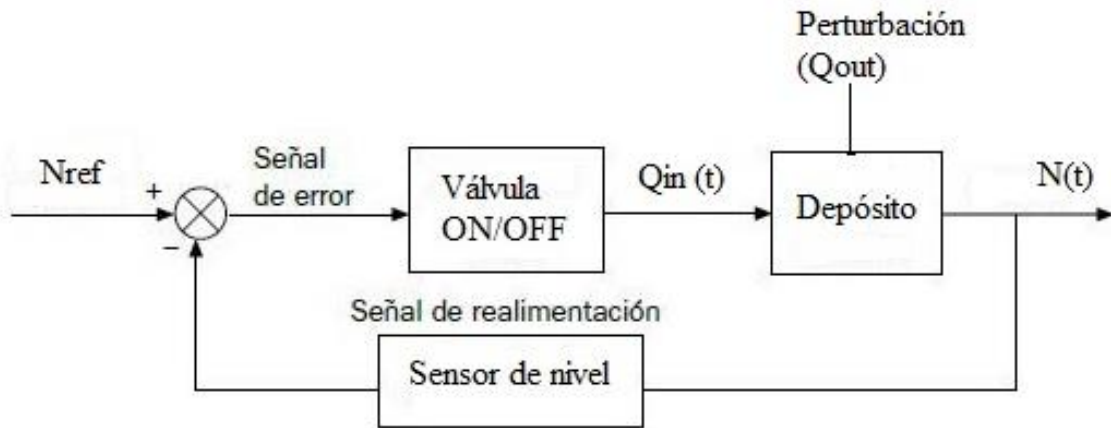 Perturbación
(Qout)
Nref
+
Señal
de error
Válvula
ON/OFF
Qin (t)
Depósito
N(t)
−
Señal de realimentación
Sensor de nivel